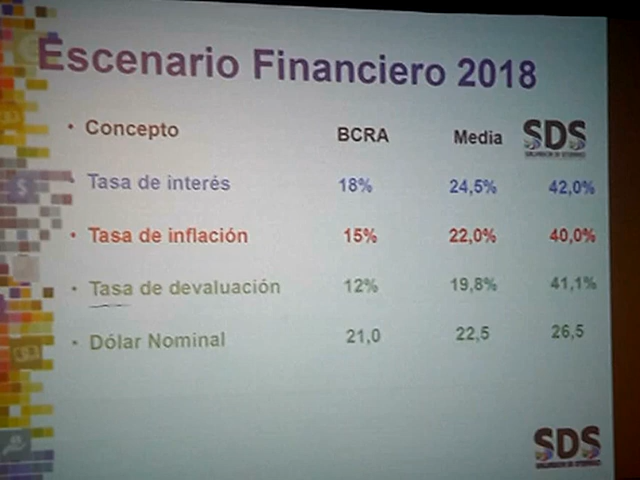 Escenario Financiero 2018
• Concepto BCRA Media SDS
Tasa de interés 18% 24,5% 42,0%
• Tasa de inflación 15% 22,0% 40,0%
• Tasa de devaluación 12% 19,8% 41,1%
• Dólar Nominal 21,0 22,5 26,5
SDS